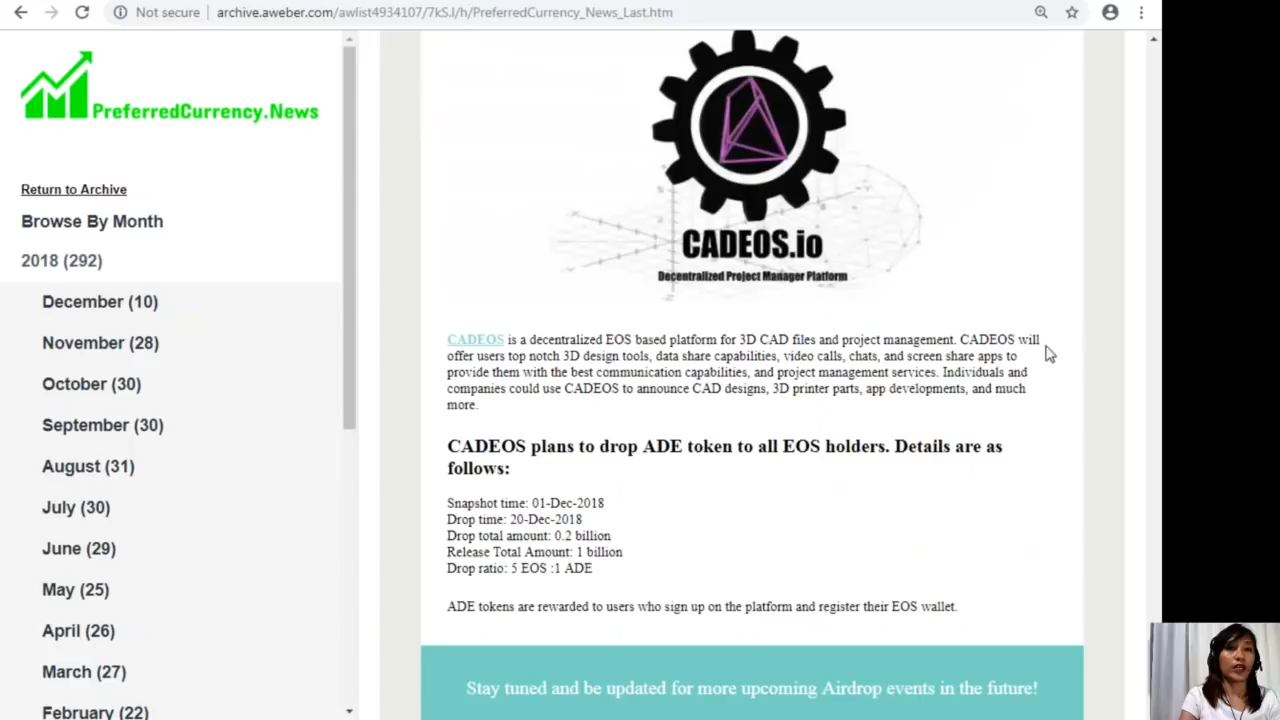 Not secure
archive.aweber.com/awlist4934107/7kS.I/h/PreferredCurrency_News_Last.htm
PreferredCurrency.News
Return to Archive
Browse By Month
2018 (292)
December (10)
November (28)
October (30)
September (30)
August (31)
July (30)
June (29)
May (25)
April (26)
March (27)
February (22)
CADEOS.io
Decentralized Project Manager Platform
CADEOS is a decentralized EOS based platform for 3D CAD files and project management. CADEOS will
offer users top notch 3D design tools, data share capabilities, video calls, chats, and screen share apps to
provide them with the best communication capabilities, and project management services. Individuals and
companies could use CADEOS to announce CAD designs, 3D printer parts, app developments, and much
more.
CADEOS plans to drop ADE token to all EOS holders. Details are as
follows:
Snapshot time: 01-Dec-2018
Drop time: 20-Dec-2018
Drop total amount: 0.2 billion
Release Total Amount: 1 billion
Drop ratio: 5 EOS :1 ADE
ADE tokens are rewarded to users who sign up on the platform and register their EOS wallet.
Stay tuned and be updated for more upcoming Airdrop events in the future!